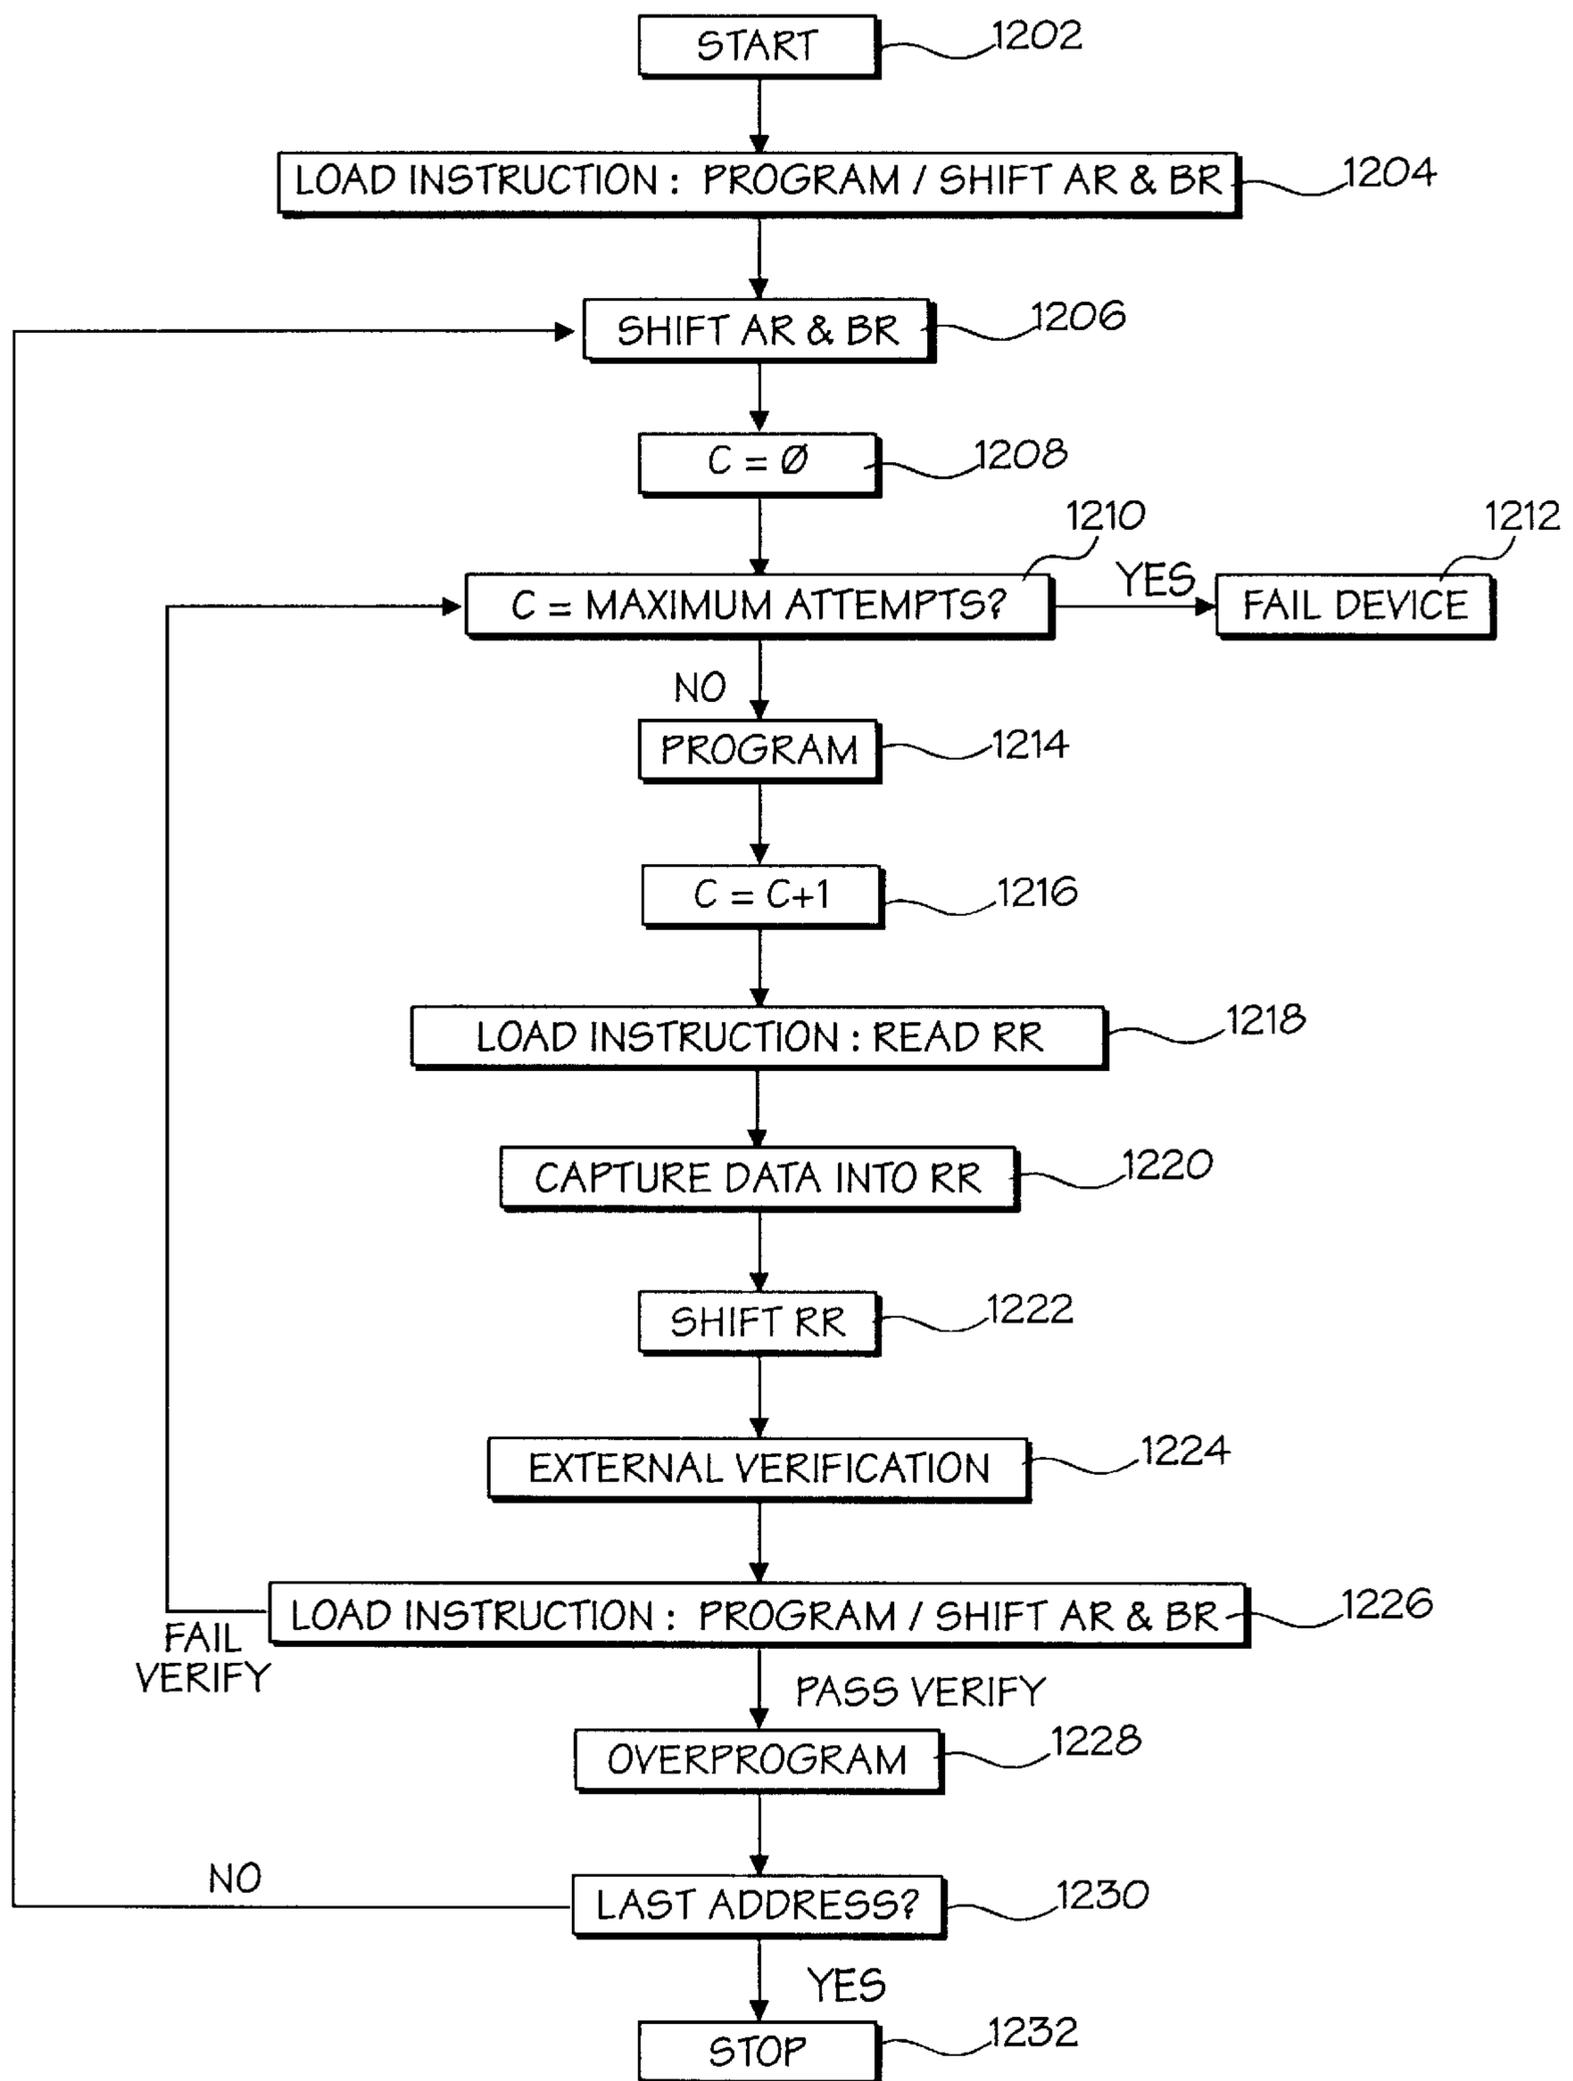 START
1202
LOAD INSTRUCTION : PROGRAM / SHIFT AR & BR
1204
SHIFT AR & BR
1206
C = Ø
1208
1210
1212
C = MAXIMUM ATTEMPTS?
YES
FAIL DEVICE
NO
PROGRAM
1214
C = C+1
1216
LOAD INSTRUCTION : READ RR
1218
CAPTURE DATA INTO RR
1220
SHIFT RR
1222
EXTERNAL VERIFICATION
1224
LOAD INSTRUCTION : PROGRAM / SHIFT AR & BR
1226
FAIL
VERIFY
PASS VERIFY
OVERPROGRAM
1228
NO
LAST ADDRESS?
1230
YES
STOP
1232